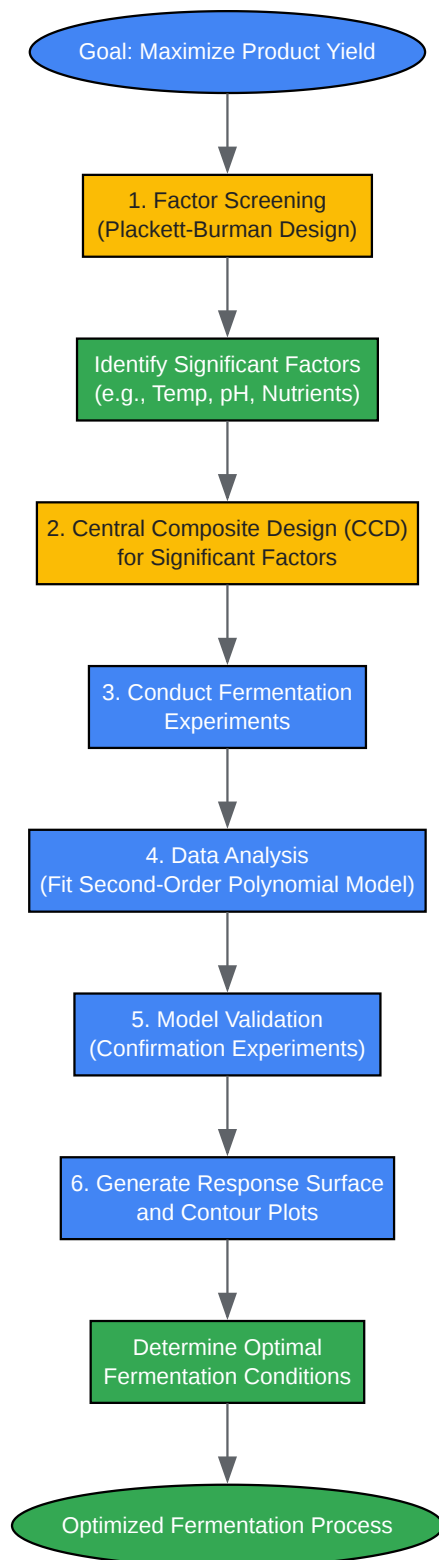 Goal: Maximize Product Yield
1. Factor Screening
(Plackett-Burman Design)
Identify Significant Factors
(e.g., Temp, pH, Nutrients)
2. Central Composite Design (CCD)
for Significant Factors
3. Conduct Fermentation
Experiments
4. Data Analysis
(Fit Second-Order Polynomial Model)
5. Model Validation
(Confirmation Experiments)
6. Generate Response Surface
and Contour Plots
Determine Optimal
Fermentation Conditions
Optimized Fermentation Process